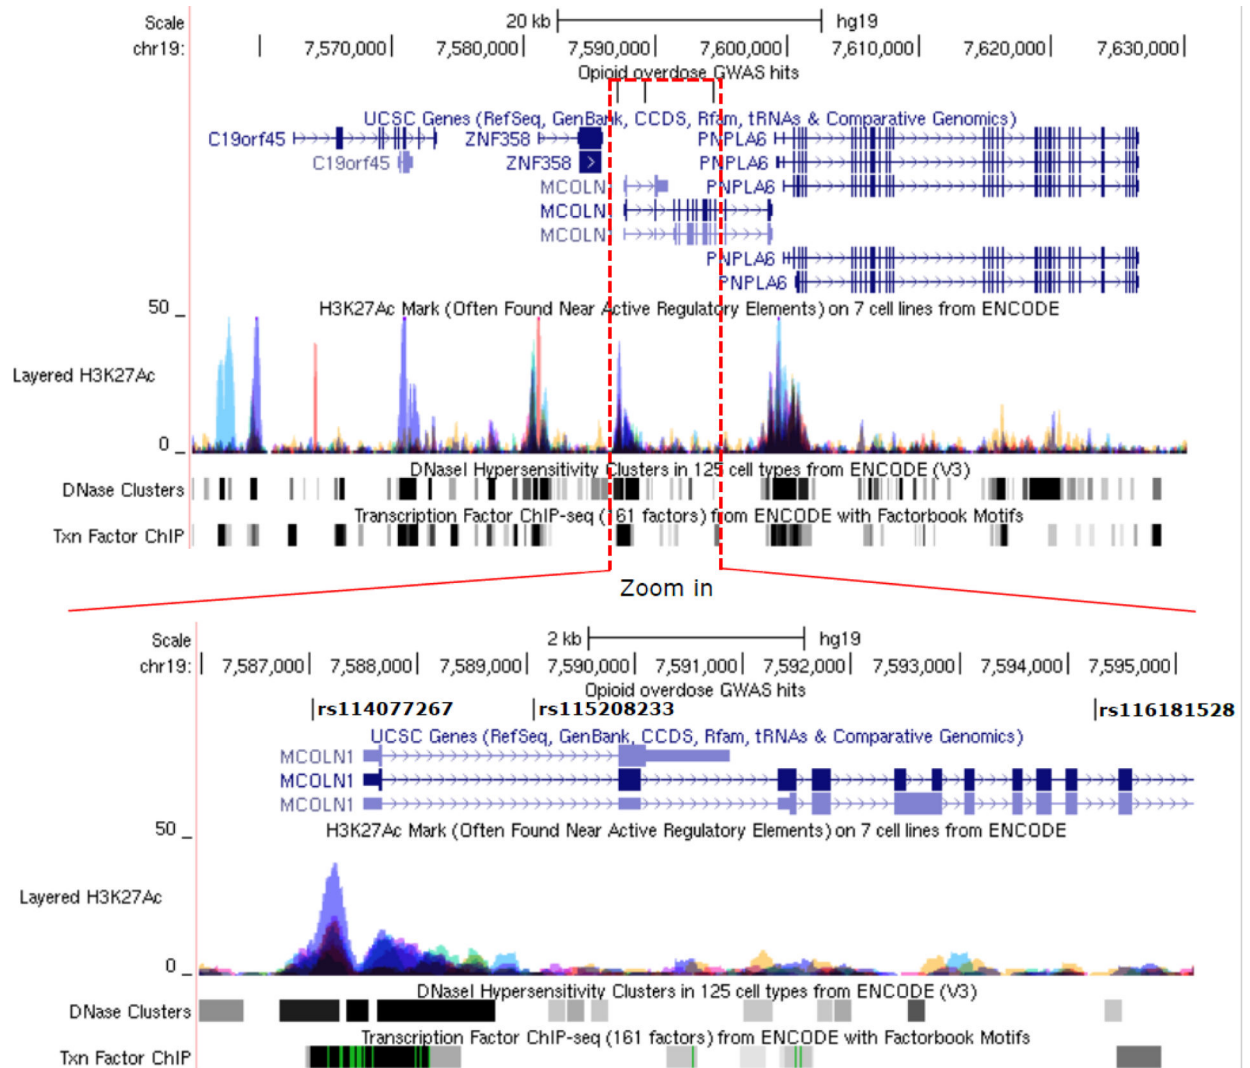 Scale 20 kb hg19
chr19: 7,570,000 7,580,000 7,590,000 7,600,000 7,610,000 7,620,000 7,630,000
Opioid overdose GWAS hits
UCSC Genes (RefSeq, GenBank, CCDS, Rfam, tRNAs & Comparative Genomics)
C19orf45 ZNF358 PNPLA6
C19orf45 ZNF358 PNPLA6
MCOLN PNPLA6
MCOLN
MCOLN
PNPLA6
PNPLA6
50
H3K27Ac Mark (Often Found Near Active Regulatory Elements) on 7 cell lines from ENCODE
Layered H3K27Ac
0
DNaseI Hypersensitivity Clusters in 125 cell types from ENCODE (V3)
DNase Clusters
Transcription Factor ChIP-seq (161 factors) from ENCODE with Factorbook Motifs
Txn Factor ChIP
Zoom in
Scale 2 kb hg19
chr19: 7,587,000 7,588,000 7,589,000 7,590,000 7,591,000 7,592,000 7,593,000 7,594,000 7,595,000
Opioid overdose GWAS hits
rs114077267 rs115208233 rs116181528
UCSC Genes (RefSeq, GenBank, CCDS, Rfam, tRNAs & Comparative Genomics)
MCOLN1
MCOLN1
MCOLN1
50
H3K27Ac Mark (Often Found Near Active Regulatory Elements) on 7 cell lines from ENCODE
Layered H3K27Ac
0
DNaseI Hypersensitivity Clusters in 125 cell types from ENCODE (V3)
DNase Clusters
Transcription Factor ChIP-seq (161 factors) from ENCODE with Factorbook Motifs
Txn Factor ChIP